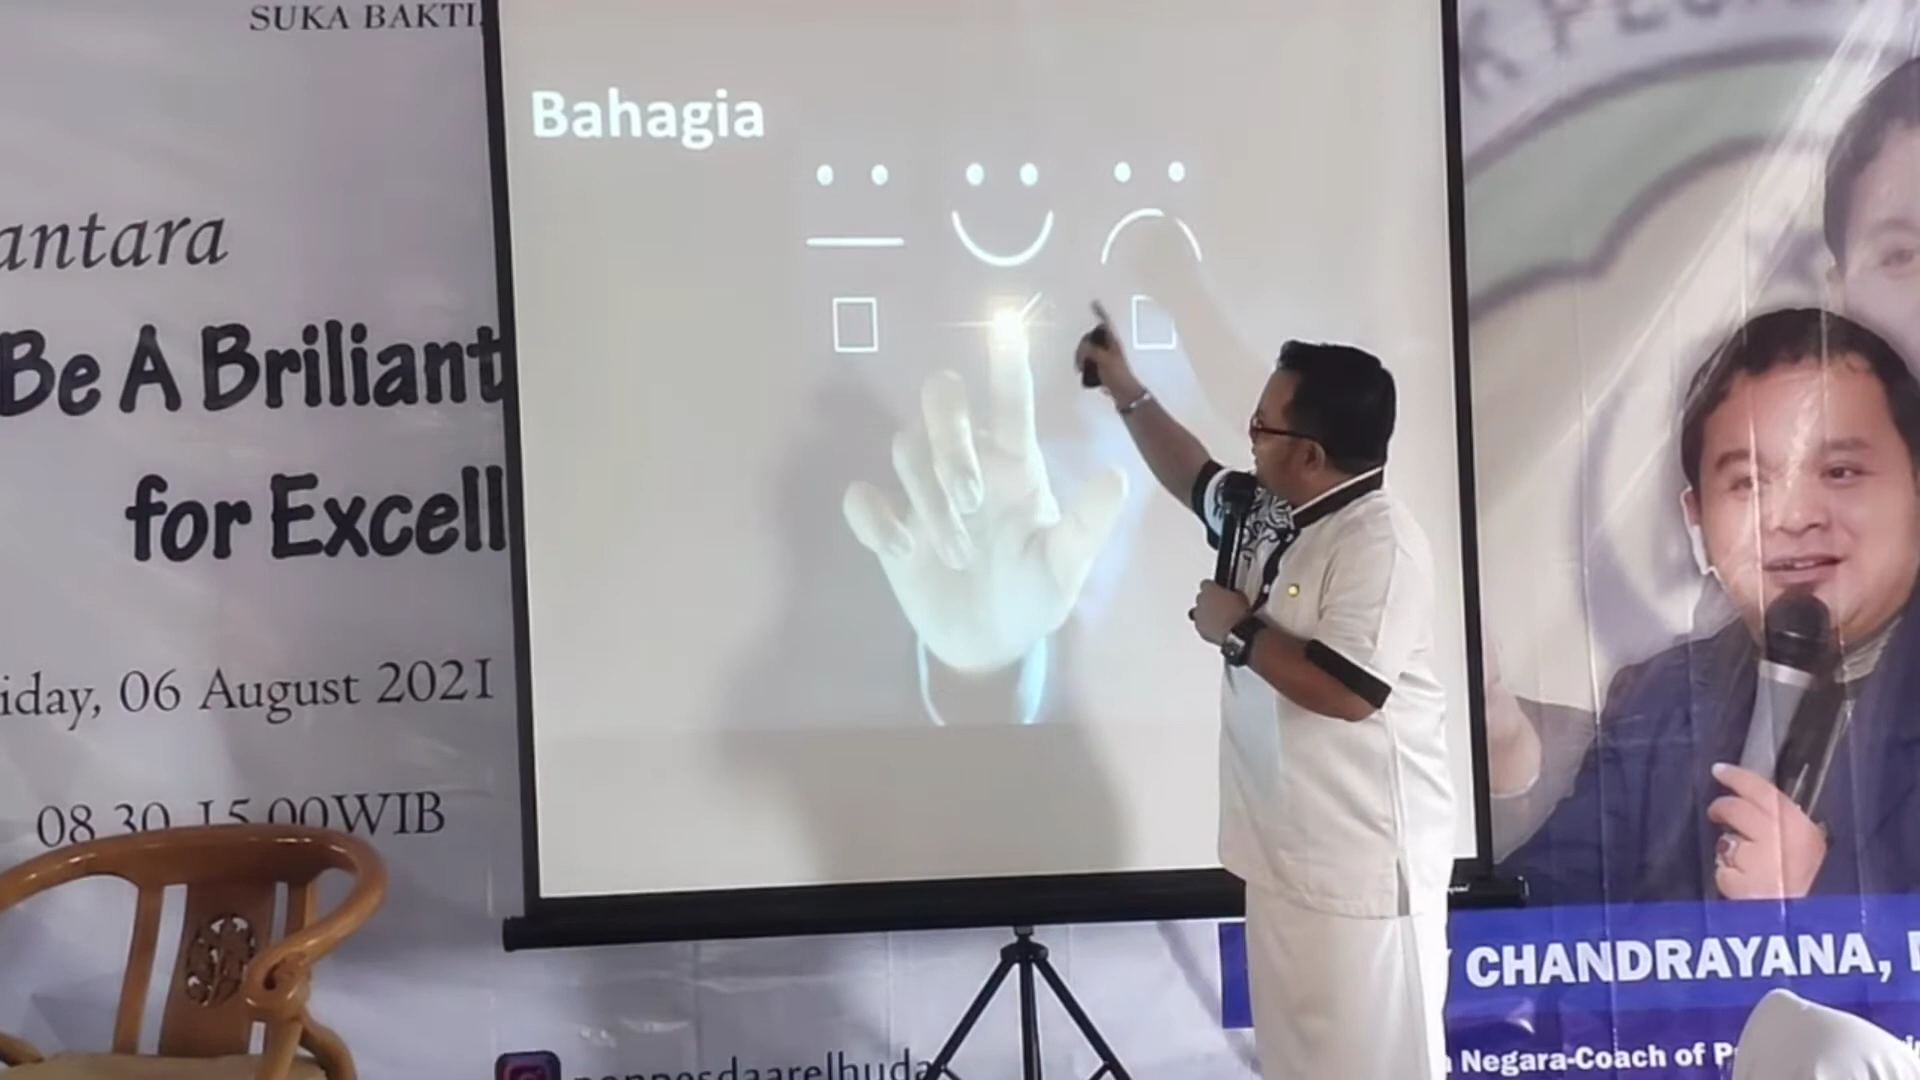 SUKA BAKTI
antara
Be A Briliant
for Excell
iday, 06 August 2021
08.30-15.00WIB
Bahagia
CHANDRAYANA,
Negara-Coach of
ponpesdaarelhuda